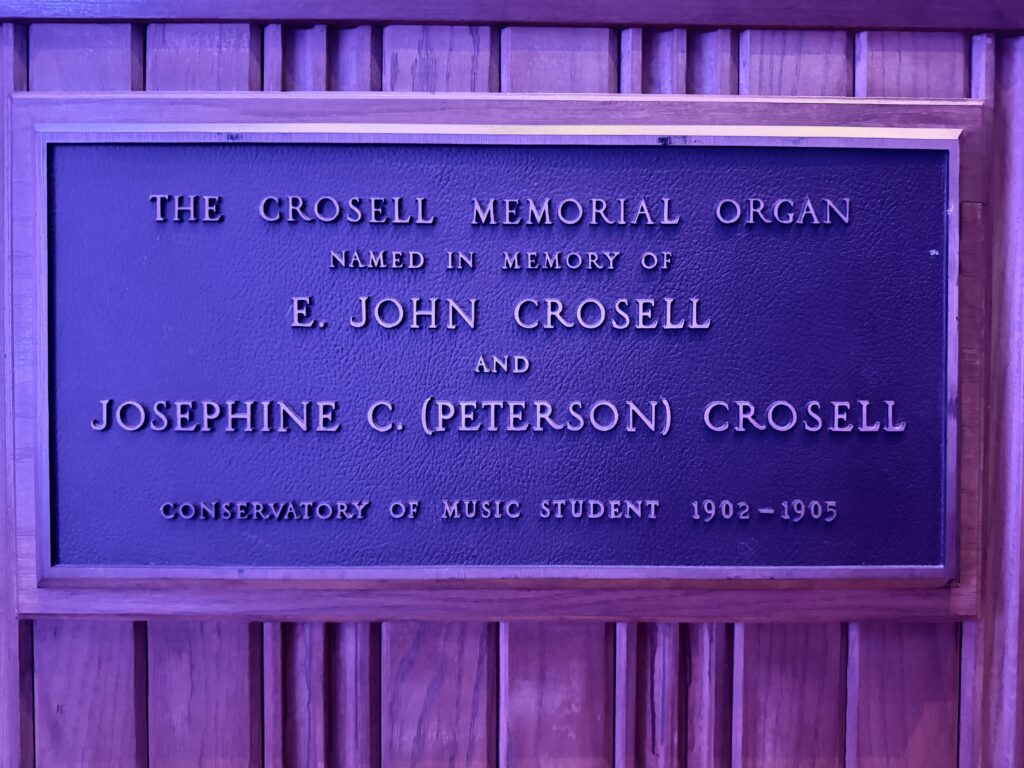 THE CROSELL MEMORIAL ORGAN
NAMED IN MEMORY OF
E. JOHN CROSELL
AND
JOSEPHINE C. (PETERSON) CROSELL
CONSERVATORY OF MUSIC STUDENT 1902-1905